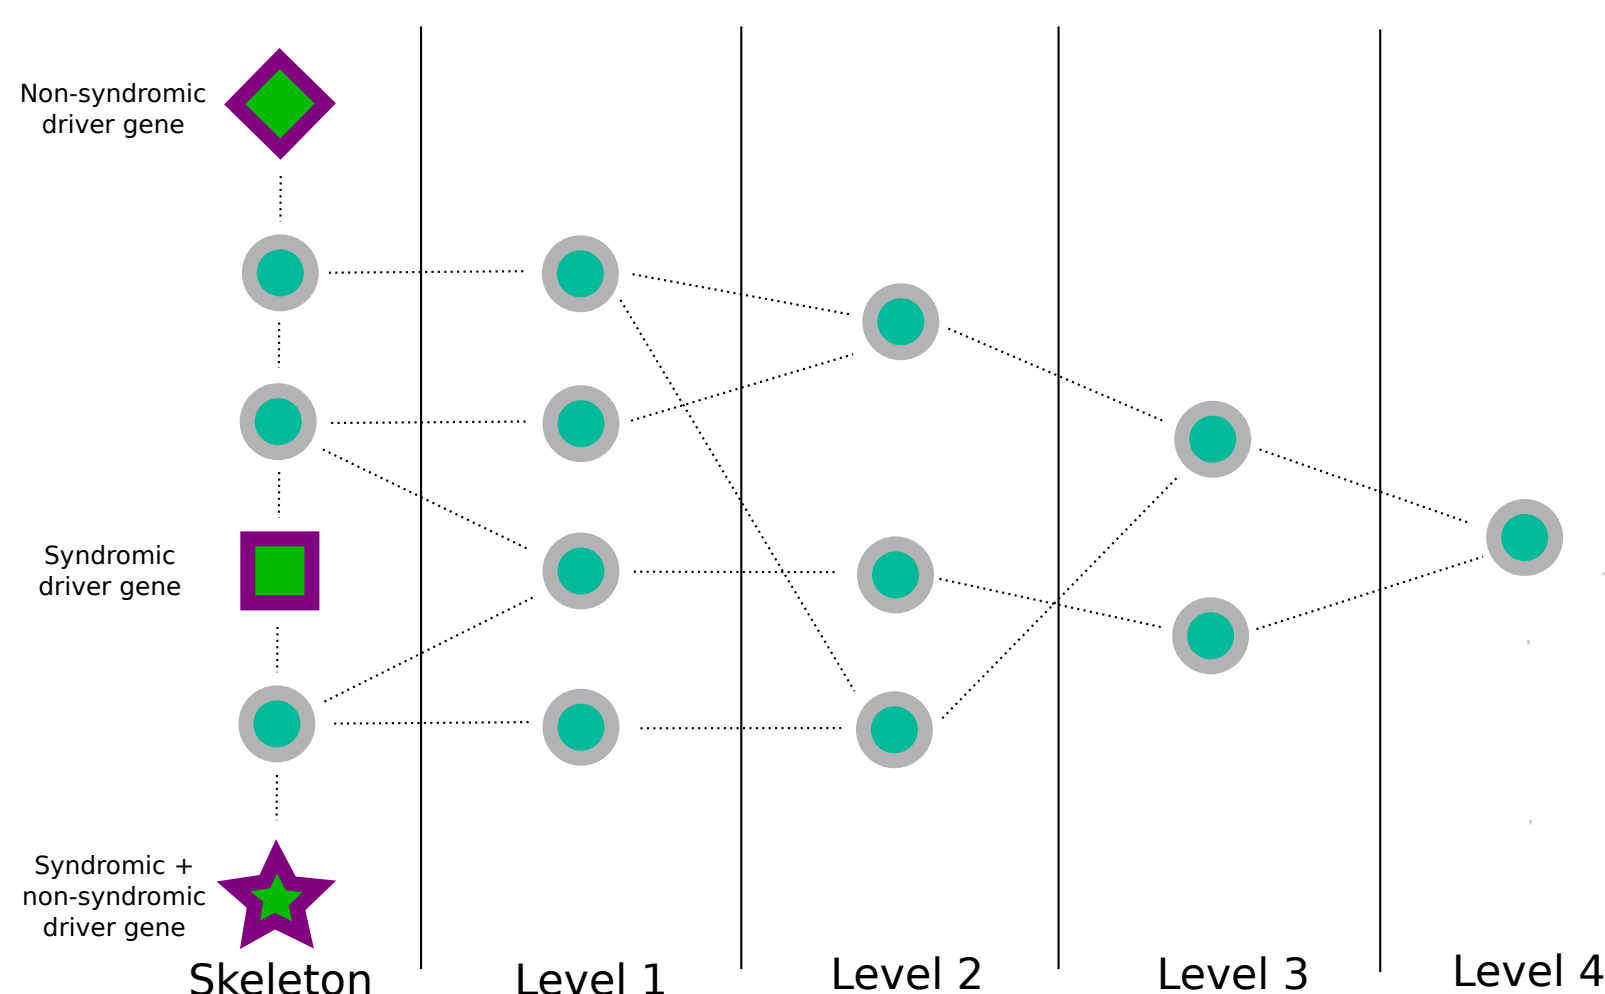 Non-syndromic
driver gene
Syndromic
driver gene
Syndromic +
non-syndromic
driver gene
Skeleton
Level 1
Level 2
Level 3
Level 4